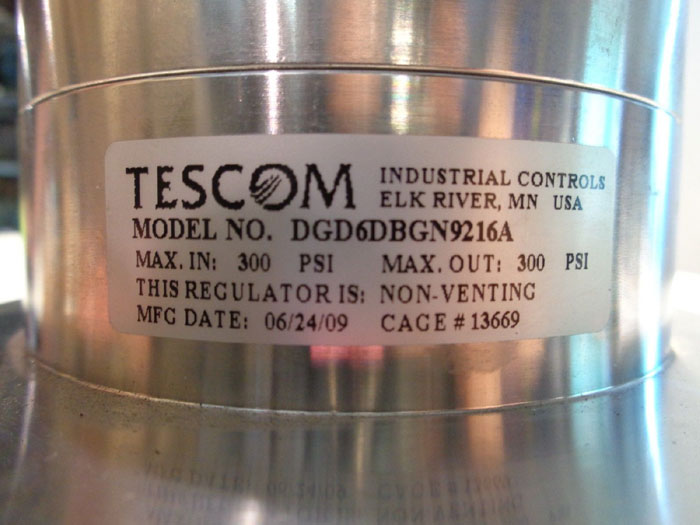 TESCOM INDUSTRIAL CONTROLS
ELK RIVER, MN USA
MODEL NO. DGD6DBGN9216A
MAX. IN: 300 PSI MAX. OUT: 300 PSI
THIS REGULATOR IS: NON-VENTING
MFG DATE: 06/24/09 CAGE # 13669